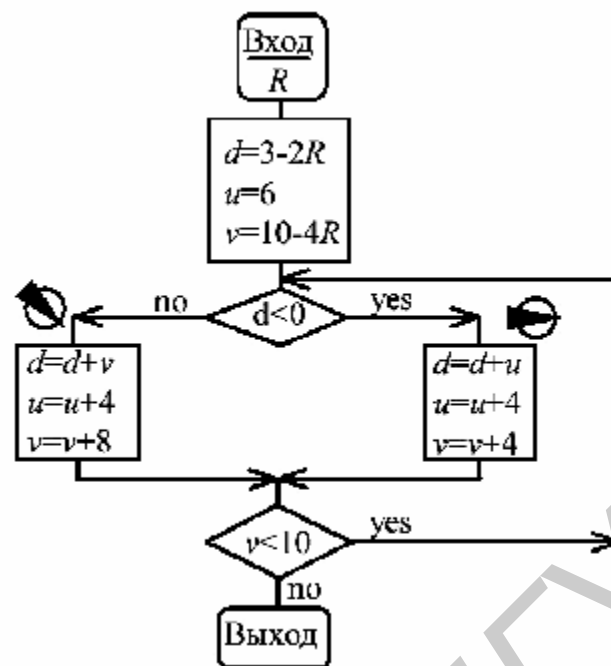 Вход
R
d=3-2R
u=6
v=10-4R
no
d<0
yes
d=d+v
u=u+4
v=v+8
d=d+u
u=u+4
v=v+4
v<10
yes
no
Выход